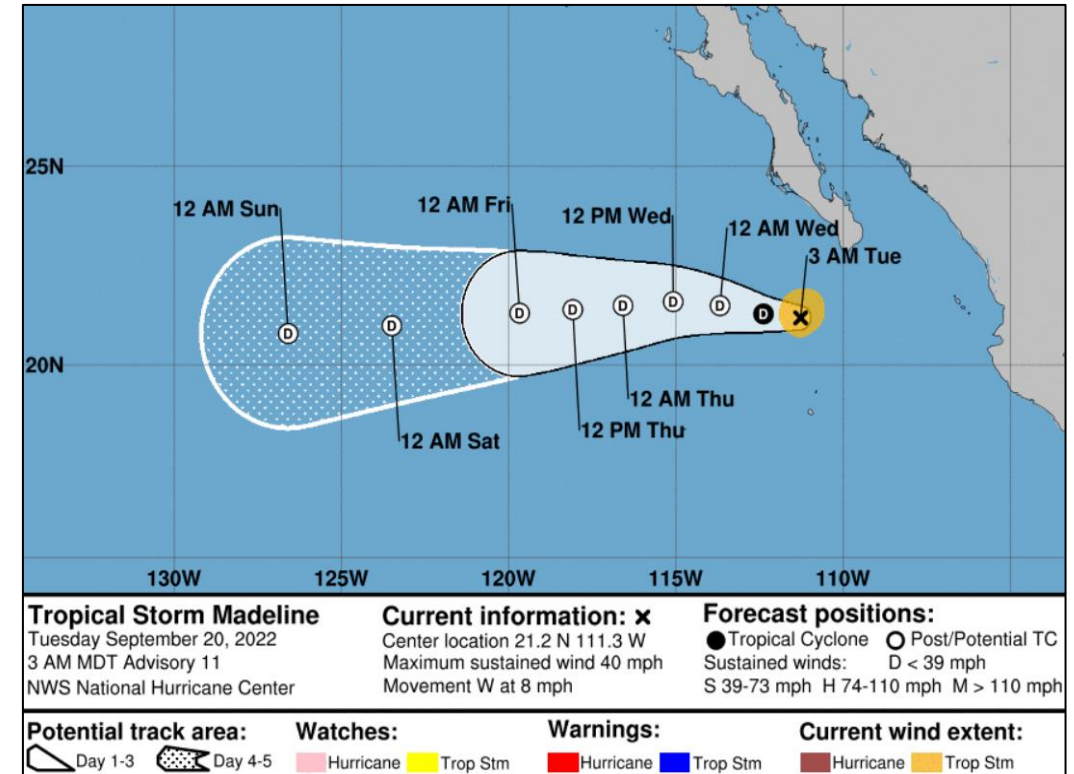 25N
12 AM Sun
12 AM Fri
12 PM Wed
12 AM Wed
3 AM Tue
D
D
D
D
D
D
D
D
20N
12 AM Thu
12 PM Thu
12 AM Sat
130W 125W 120W 115W 110W
Tropical Storm Madeline
Tuesday September 20, 2022
3 AM MDT Advisory 11
NWS National Hurricane Center
Current information: x
Center location 21.2 N 111.3 W
Maximum sustained wind 40 mph
Movement W at 8 mph
Forecast positions:
Tropical Cyclone Post/Potential TC
Sustained winds: D < 39 mph
S 39-73 mph H 74-110 mph M > 110 mph
Potential track area:
Day 1-3 Day 4-5
Watches:
Hurricane Trop Stm
Warnings:
Hurricane Trop Stm
Current wind extent:
Hurricane Trop Stm